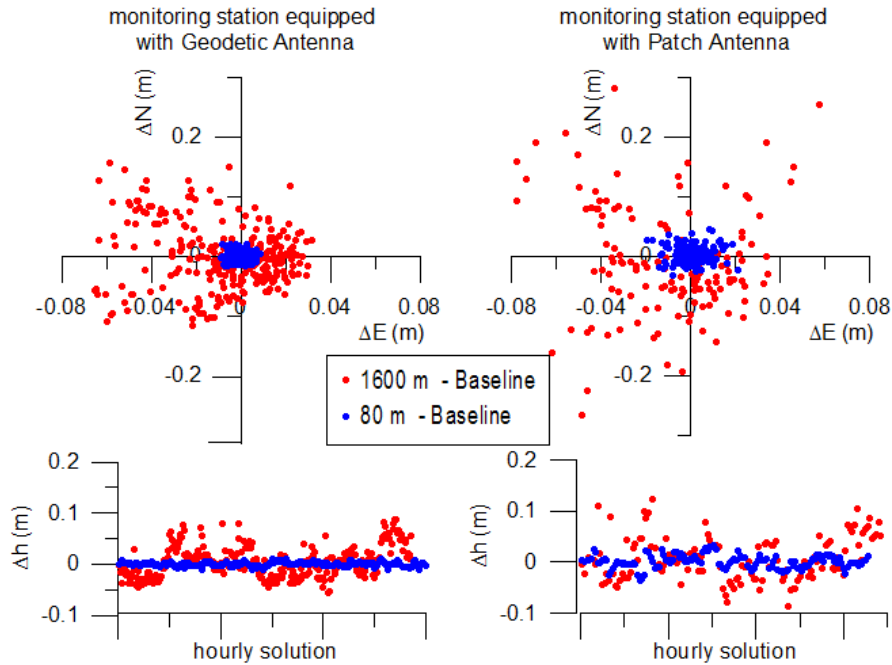 monitoring station equipped
with Geodetic Antenna
monitoring station equipped
with Patch Antenna
ΔN (m)
0.2
0
-0.08
-0.04
0
0.04
0.08
ΔE (m)
-0.2
ΔN (m)
0.2
0
-0.08
-0.04
0
0.04
0.08
ΔE (m)
-0.2
1600 m - Baseline
80 m - Baseline
Δh (m)
0.2
0.1
0
-0.1
hourly solution
Δh (m)
0.2
0.1
0
-0.1
hourly solution